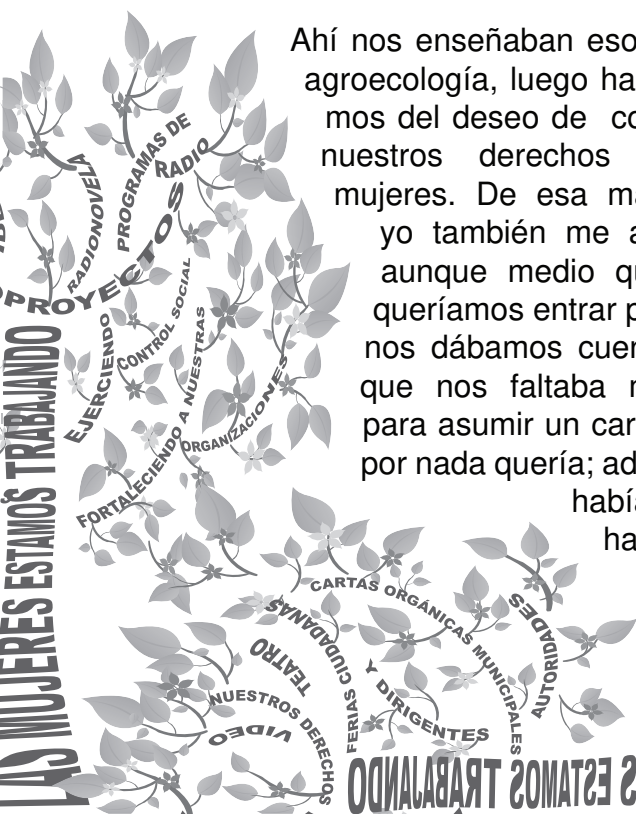 Ahí nos enseñaban eso
agroecología, luego ha
mos del deseo de co
nuestros derechos
mujeres. De esa ma
yo también me a
aunque medio qu
queríamos entrar p
nos dábamos cuen
que nos faltaba m
para asumir un car
por nada quería; ad
había
ha
PROGRAMAS DE
RADIO
RADIONOVELA
PROYECTOS
EJERCIENDO
CONTROL SOCIAL
FORTALECIENDO A NUESTRAS
ORGANIZACIONES
LAS MUJERES ESTAMOS TRABAJANDO
CARTAS ORGÁNICAS MUNICIPALES
AUTORIDADES
Y DIRIGENTES
FERIAS CIUDADANAS
TEATRO
NUESTROS DERECHOS
VIDEO
S ESTAMOS TRABAJANDO